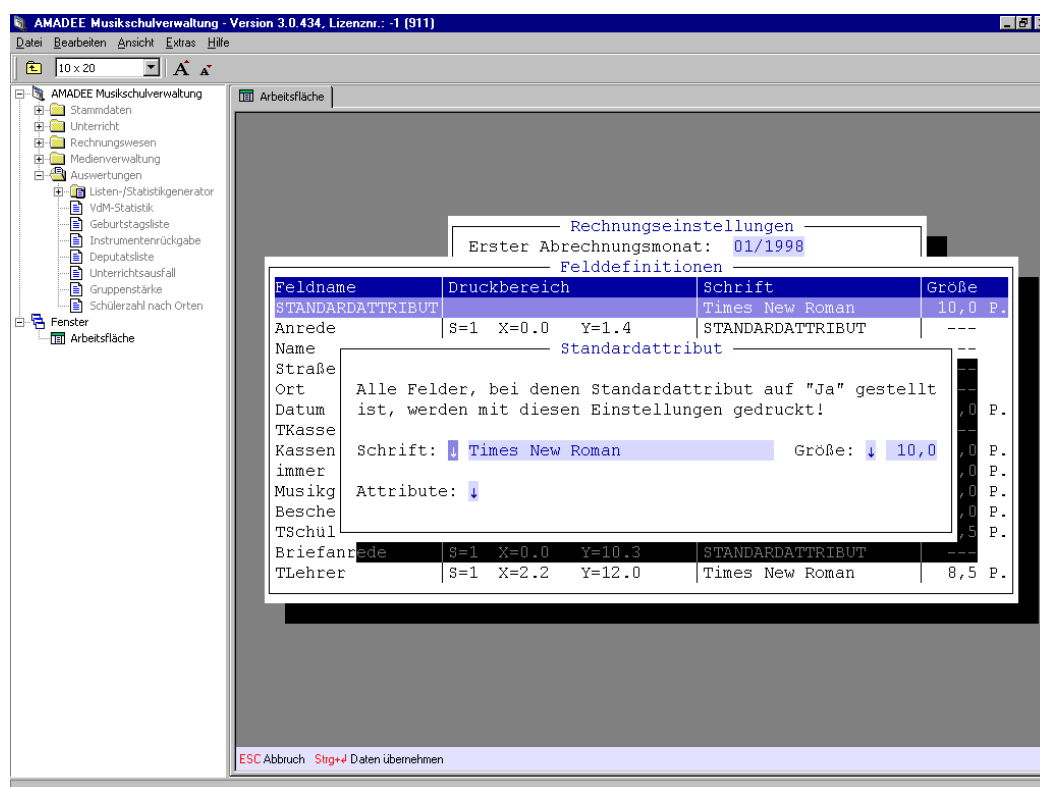 AMADEE Musikschulverwaltung - Version 3.0.434, Lizenznr.: -1 (911)
Datei Bearbeiten Ansicht Extras Hilfe
10 x 20 A A
AMADEE Musikschulverwaltung
Stammdaten
Unterricht
Rechnungswesen
Medienverwaltung
Auswertungen
Listen-/Statistikgenerator
VdM-Statistik
Geburtstagsliste
Instrumentenrückgabe
Deputatsliste
Unterrichtsausfall
Gruppenstärke
Schülerzahl nach Orten
Fenster
Arbeitsfläche
Arbeitsfläche
Rechnungseinstellungen
Erster Abrechnungsmonat: 01/1998
Felddefinitionen
Feldname Druckbereich Schrift Größe
STANDARDATTRIBUT Times New Roman 10,0 P.
Anrede S=1 X=0.0 Y=1.4 STANDARDATTRIBUT ---
Name --
Straße --
Ort --
Datum ,0 P.
TKasse --
Kassen ,0 P.
immer ,0 P.
Musikg ,0 P.
Besche ,0 P.
TSchül ,5 P.
Briefanrede S=1 X=0.0 Y=10.3 STANDARDATTRIBUT ---
TLehrer S=1 X=2.2 Y=12.0 Times New Roman 8,5 P.
Standardattribut
Alle Felder, bei denen Standardattribut auf "Ja" gestellt
ist, werden mit diesen Einstellungen gedruckt!
Schrift: ↓ Times New Roman Größe: ↓ 10,0
Attribute: ↓
ESC Abbruch Strg+↲ Daten übernehmen